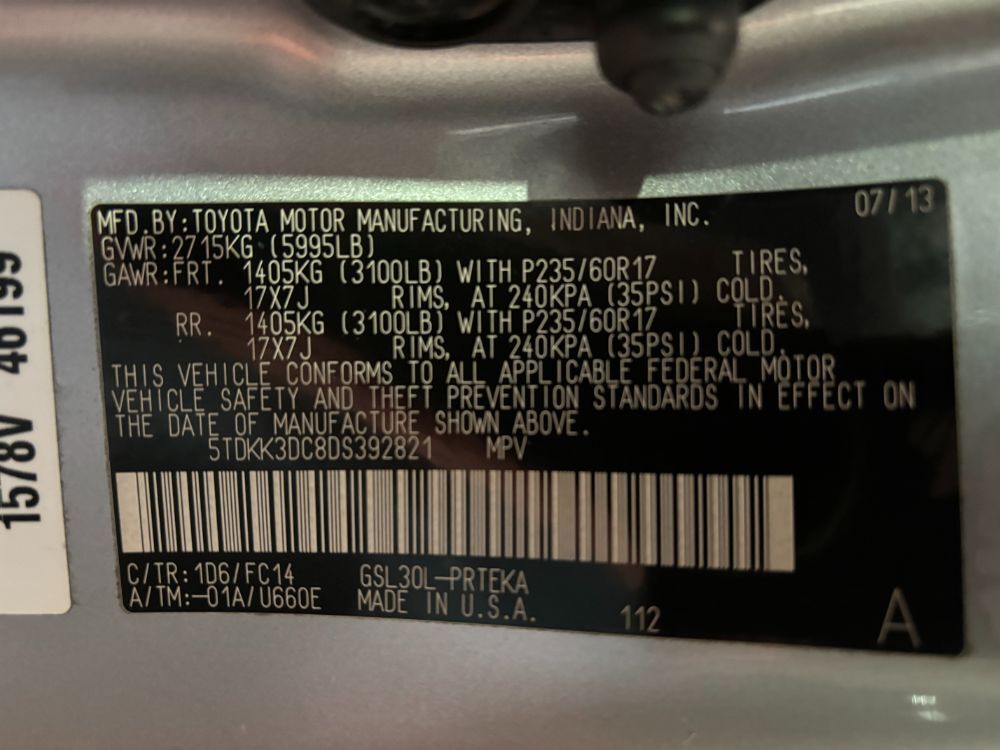 07/13
MFD.BY:TOYOTA MOTOR MANUFACTURING, INDIANA, INC.
GVWR:2715KG (5995LB)
GAWR:FRT. 1405KG (3100LB) WITH P235/60R17 TIRES,
17X7J RIMS, AT 240KPA (35PSI) COLD.
RR. 1405KG (3100LB) WITH P235/60R17 TIRES,
17X7J RIMS, AT 240KPA (35PSI) COLD.
THIS VEHICLE CONFORMS TO ALL APPLICABLE FEDERAL MOTOR
VEHICLE SAFETY AND THEFT PREVENTION STANDARDS IN EFFECT ON
THE DATE OF MANUFACTURE SHOWN ABOVE.
5TDKK3DC8DS392821 MPV
C/TR:1D6/FC14 GSL30L-PRTEKA
A/TM:-01A/U660E MADE IN U.S.A.
112
A
1578V 46199